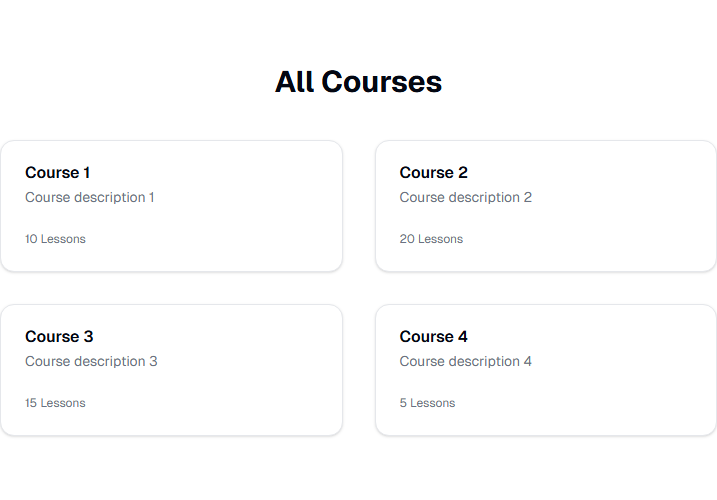 All Courses
Course 1
Course description 1
10 Lessons
Course 2
Course description 2
20 Lessons
Course 3
Course description 3
15 Lessons
Course 4
Course description 4
5 Lessons